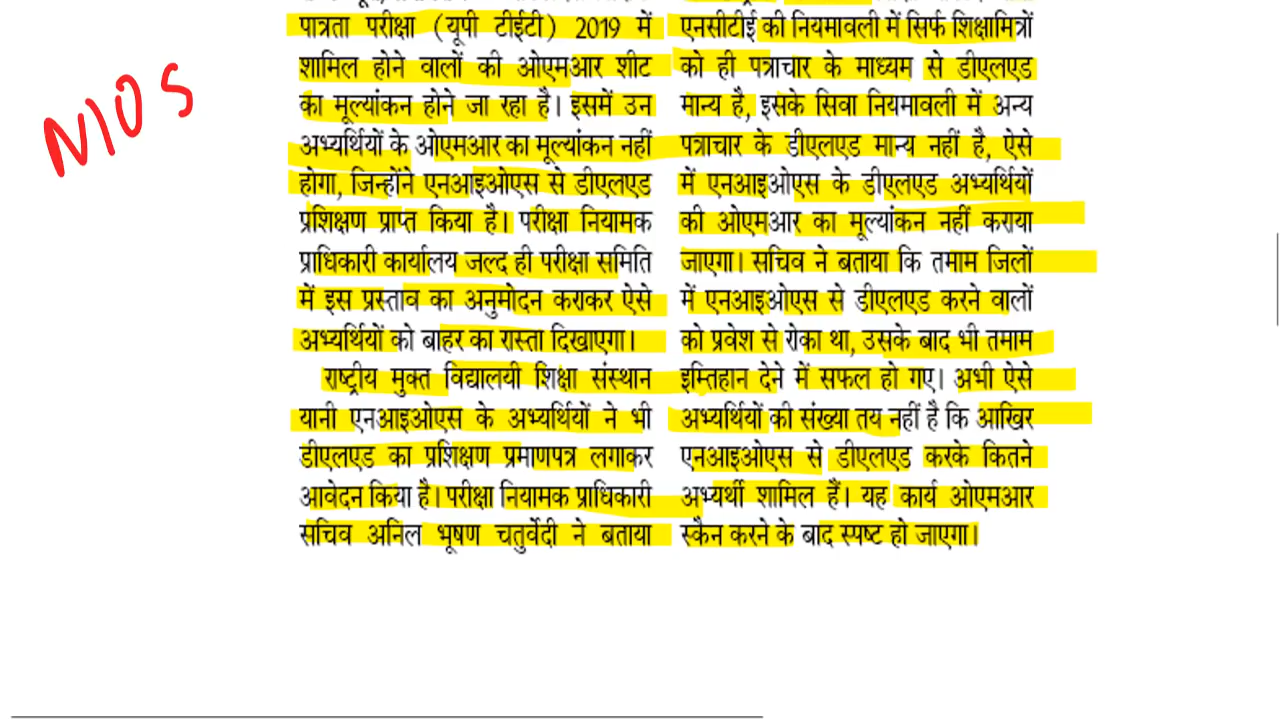 NIOS
पात्रता परीक्षा (यूपी टीईटी) 2019 में
शामिल होने वालों की ओएमआर शीट
का मूल्यांकन होने जा रहा है। इसमें उन
अभ्यर्थियों के ओएमआर का मूल्यांकन नहीं
होगा, जिन्होंने एनआइओएस से डीएलएड
प्रशिक्षण प्राप्त किया है। परीक्षा नियामक
प्राधिकारी कार्यालय जल्द ही परीक्षा समिति
में इस प्रस्ताव का अनुमोदन कराकर ऐसे
अभ्यर्थियों को बाहर का रास्ता दिखाएगा।
राष्ट्रीय मुक्त विद्यालयी शिक्षा संस्थान
यानी एनआइओएस के अभ्यर्थियों ने भी
डीएलएड का प्रशिक्षण प्रमाणपत्र लगाकर
आवेदन किया है। परीक्षा नियामक प्राधिकारी
सचिव अनिल भूषण चतुर्वेदी ने बताया
एनसीटीई की नियमावली में सिर्फ शिक्षामित्रों
को ही पत्राचार के माध्यम से डीएलएड
मान्य है, इसके सिवा नियमावली में अन्य
पत्राचार के डीएलएड मान्य नहीं है, ऐसे
में एनआइओएस के डीएलएड अभ्यर्थियों
की ओएमआर का मूल्यांकन नहीं कराया
जाएगा। सचिव ने बताया कि तमाम जिलों
में एनआइओएस से डीएलएड करने वालों
को प्रवेश से रोका था, उसके बाद भी तमाम
इम्तिहान देने में सफल हो गए। अभी ऐसे
अभ्यर्थियों की संख्या तय नहीं है कि आखिर
एनआइओएस से डीएलएड करके कितने
अभ्यर्थी शामिल हैं। यह कार्य ओएमआर
स्कैन करने के बाद स्पष्ट हो जाएगा।